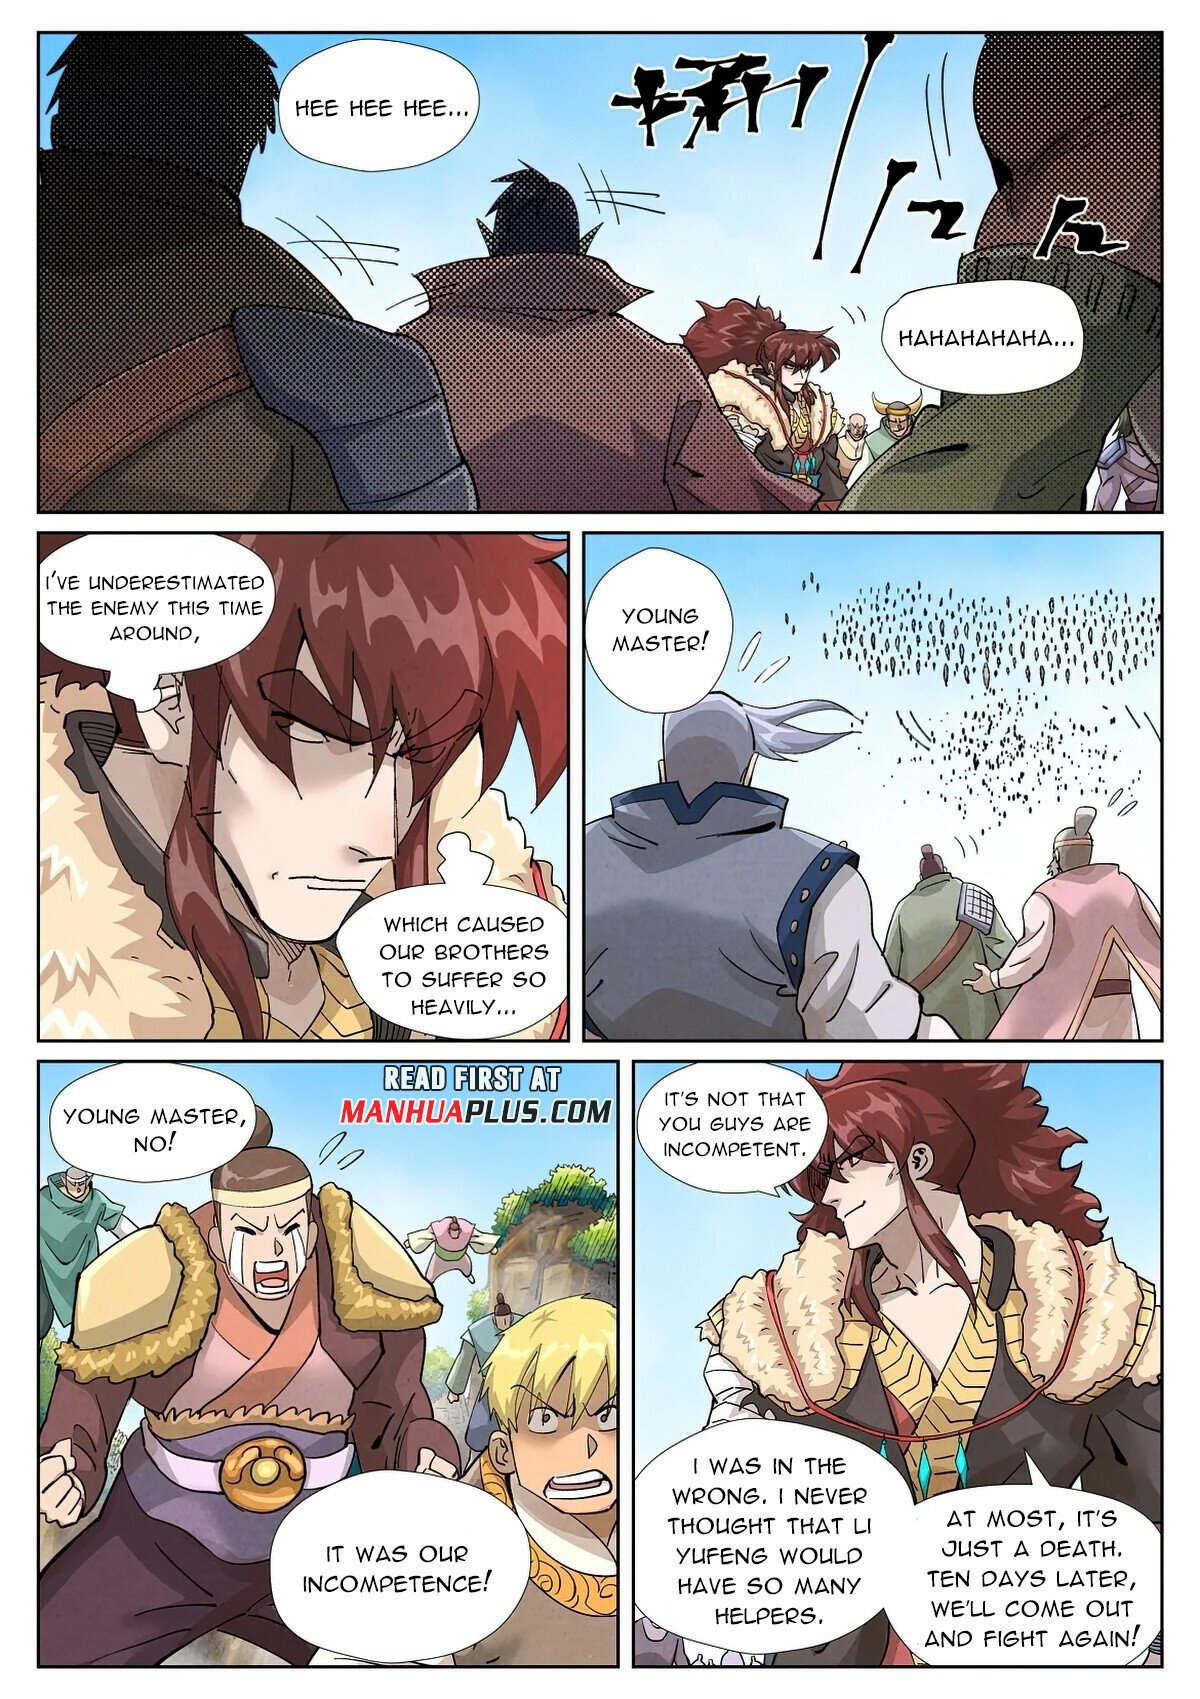 HEE HEE HEE...
HAHAHAHAHA...
I'VE UNDERESTIMATED
THE ENEMY THIS TIME
AROUND,
WHICH CAUSED
OUR BROTHERS
TO SUFFER SO
HEAVILY...
YOUNG
MASTER!
YOUNG MASTER,
NO!
READ FIRST AT
MANHUAPLUS.COM
IT WAS OUR
INCOMPETENCE!
IT'S NOT THAT
YOU GUYS ARE
INCOMPETENT.
I WAS IN THE
WRONG. I NEVER
THOUGHT THAT LI
YUFENG WOULD
HAVE SO MANY
HELPERS.
AT MOST, IT'S
JUST A DEATH.
TEN DAYS LATER,
WE'LL COME OUT
AND FIGHT AGAIN!